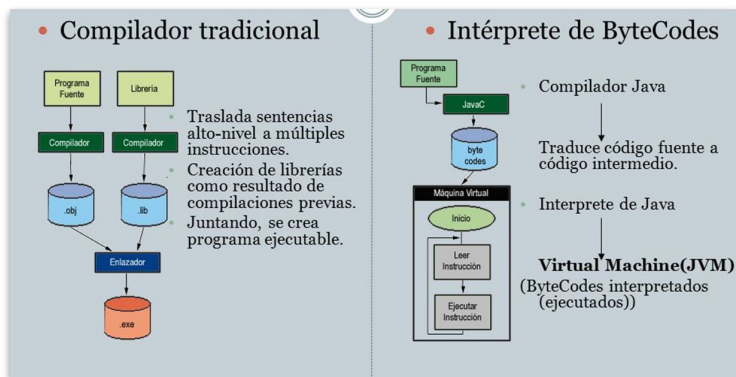 Compilador tradicional
Programa
Fuente
Librería
Compilador
Compilador
.obj
.lib
Enlazador
.exe
Traslada sentencias
alto-nivel a múltiples
instrucciones.
Creación de librerías
como resultado de
compilaciones previas.
Juntando, se crea
programa ejecutable.
Intérprete de ByteCodes
Programa
Fuente
JavaC
byte
codes
Máquina Virtual
Inicio
Leer
Instrucción
Ejecutar
Instrucción
Compilador Java
Traduce código fuente a
código intermedio.
Interprete de Java
Virtual Machine(JVM)
(ByteCodes interpretados
(ejecutados))